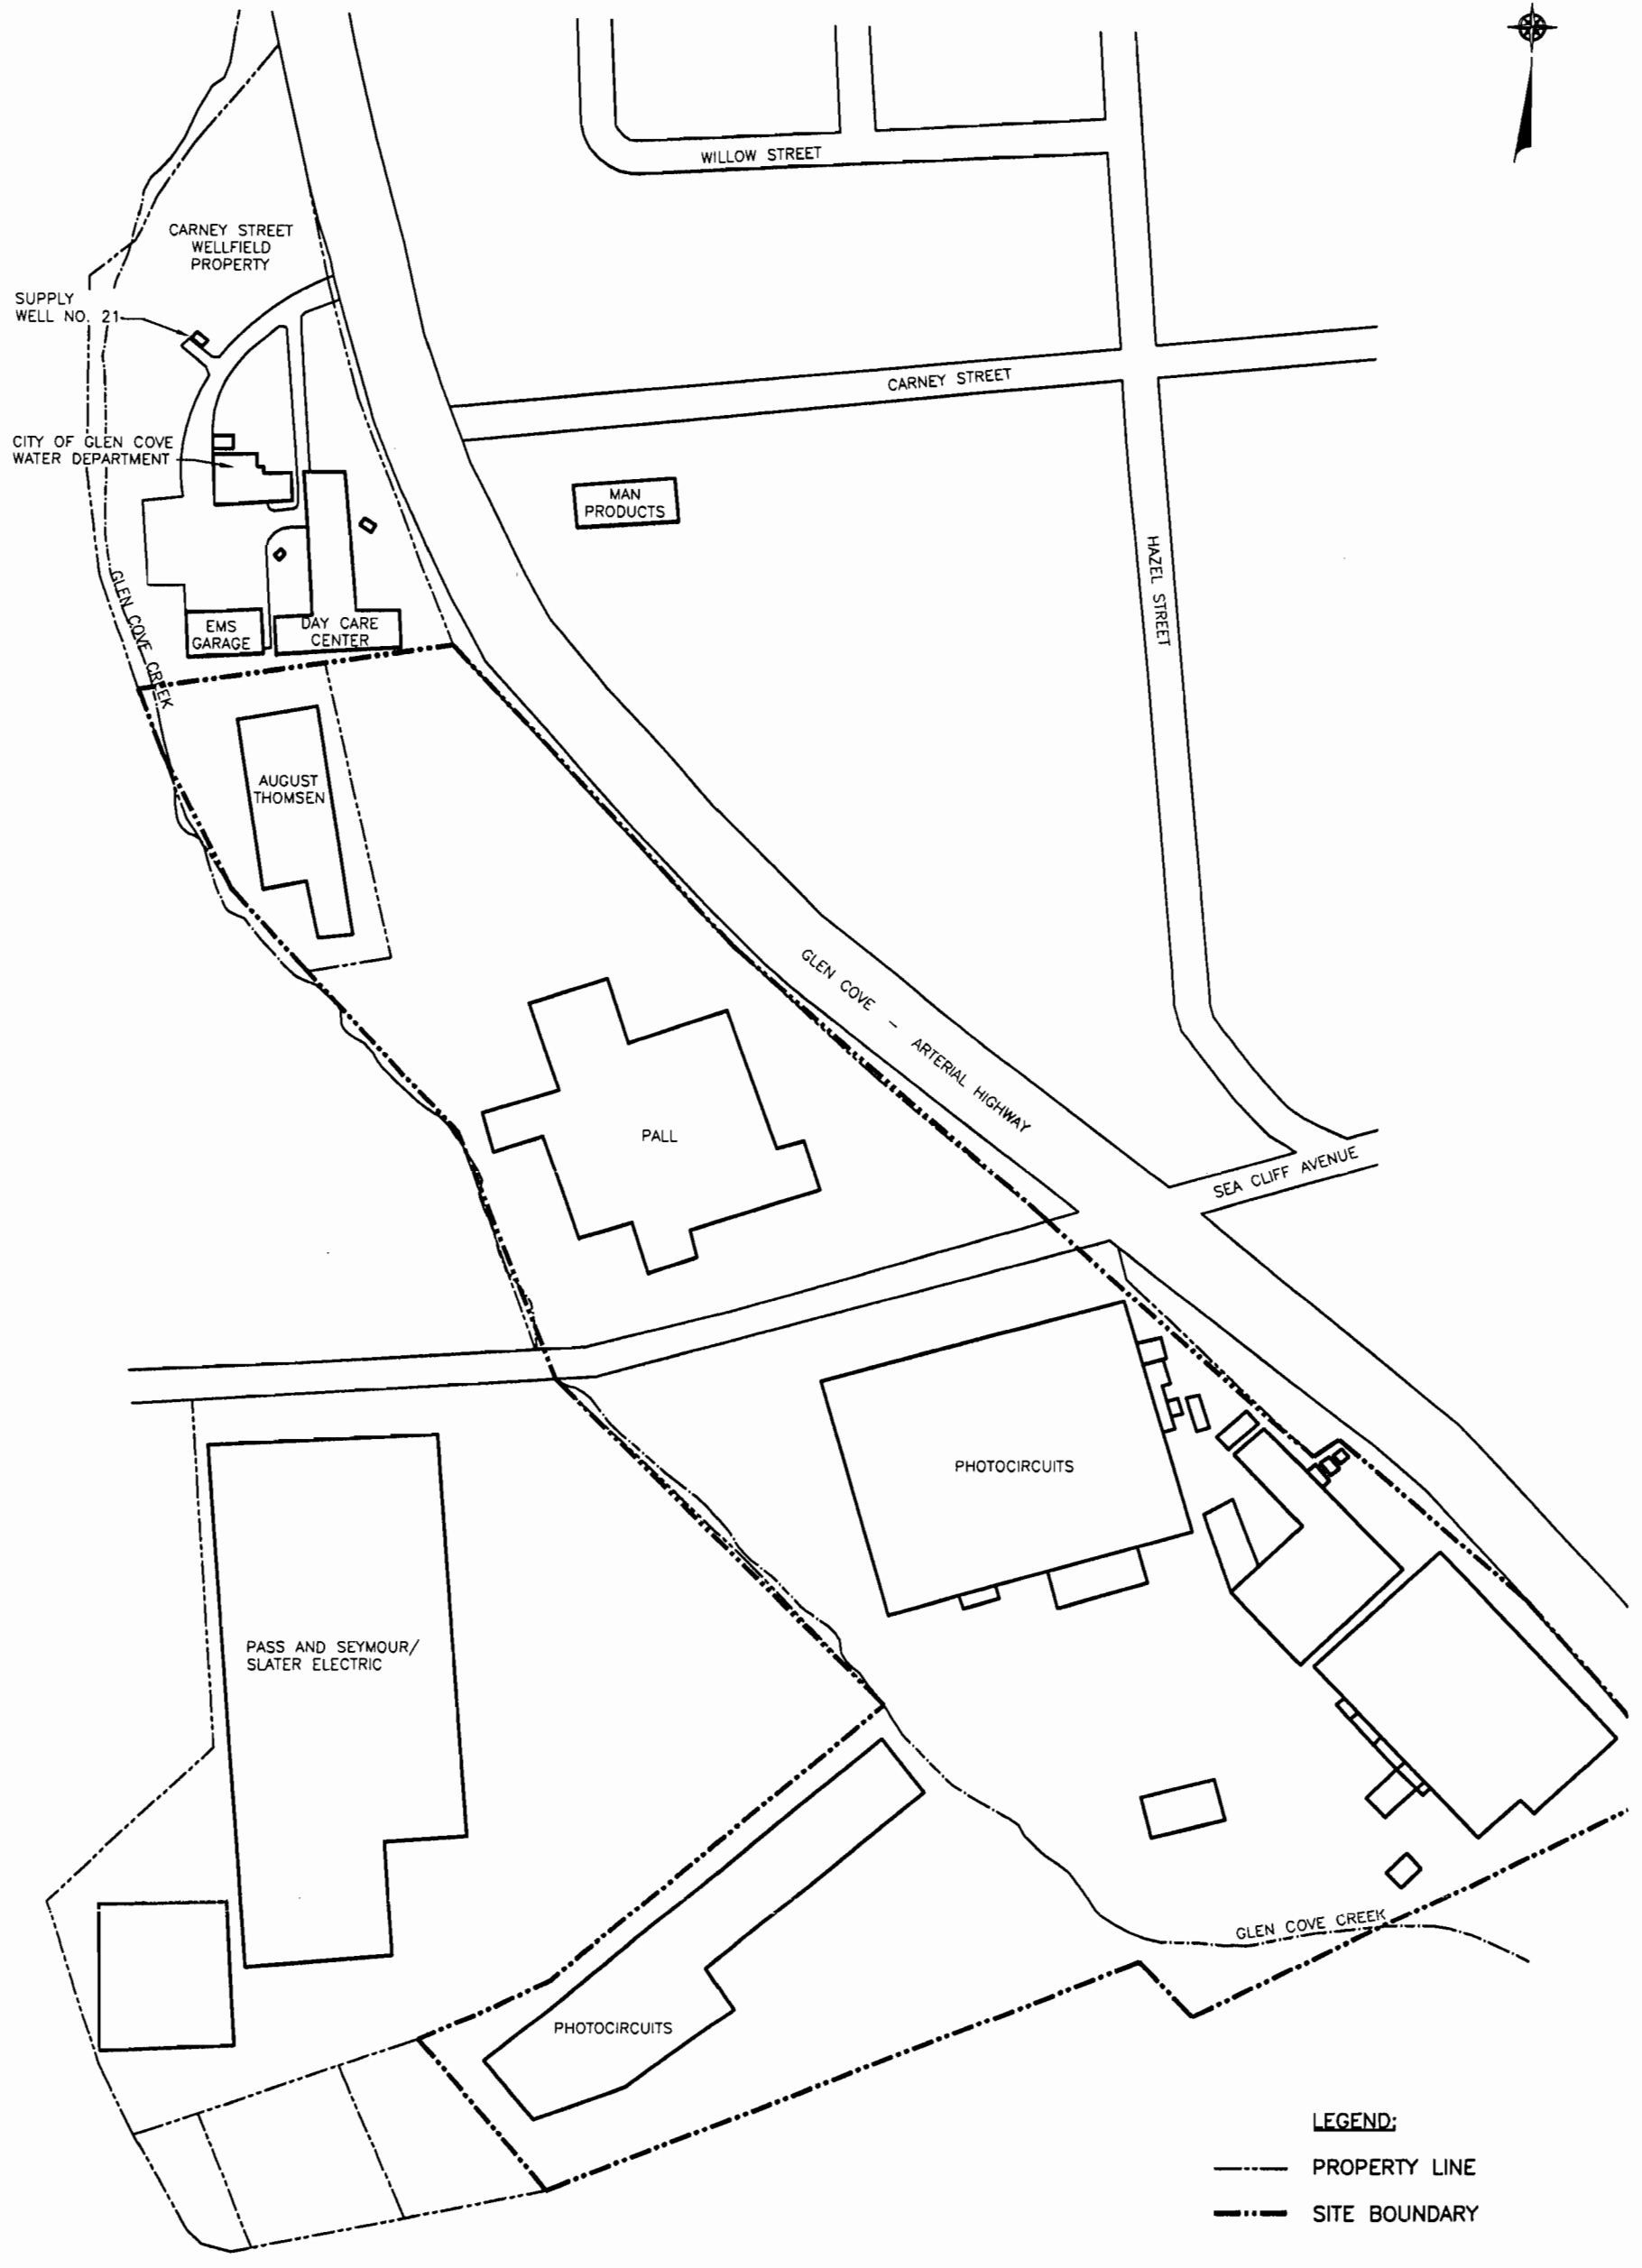 WILLOW STREET
CARNEY STREET
WELLFIELD
PROPERTY
SUPPLY
WELL NO. 21
CARNEY STREET
CITY OF GLEN COVE
WATER DEPARTMENT
MAN
PRODUCTS
HAZEL STREET
GLEN COVE CREEK
EMS
GARAGE
DAY CARE
CENTER
AUGUST
THOMSEN
GLEN COVE - ARTERIAL HIGHWAY
PALL
SEA CLIFF AVENUE
PHOTOCIRCUITS
PASS AND SEYMOUR/
SLATER ELECTRIC
GLEN COVE CREEK
PHOTOCIRCUITS
LEGEND:
PROPERTY LINE
SITE BOUNDARY